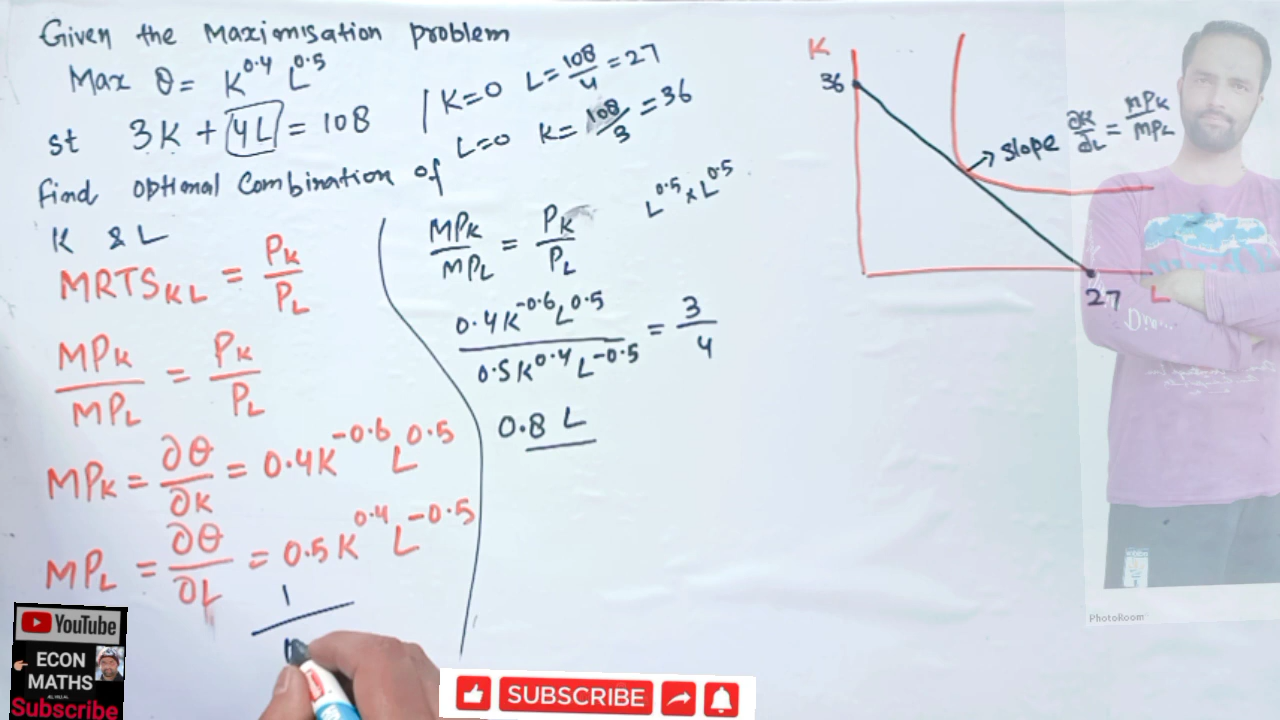 Given the Maximisation problem
Max θ = K^0.4 L^0.5
st 3K + 4L = 108
| K=0 L = 108/4 = 27
L=0 K = 108/3 = 36
Find optional Combination of
K & L
MRTS_KL = P_K/P_L
MP_K/MP_L = P_K/P_L
MP_K = ∂θ/∂K = 0.4K^-0.6 L^0.5
MP_L = ∂θ/∂L = 0.5K^0.4 L^-0.5
1
MP_K/MP_L = P_K/P_L
L^0.5 × L^0.5
0.4K^-0.6 L^0.5 / 0.5K^0.4 L^-0.5 = 3/4
0.8 L
K
36
slope ∂K/∂L = MP_K/MP_L
27 L
PhotoRoom
YouTube
ECON
MATHS
Subscribe
SUBSCRIBE